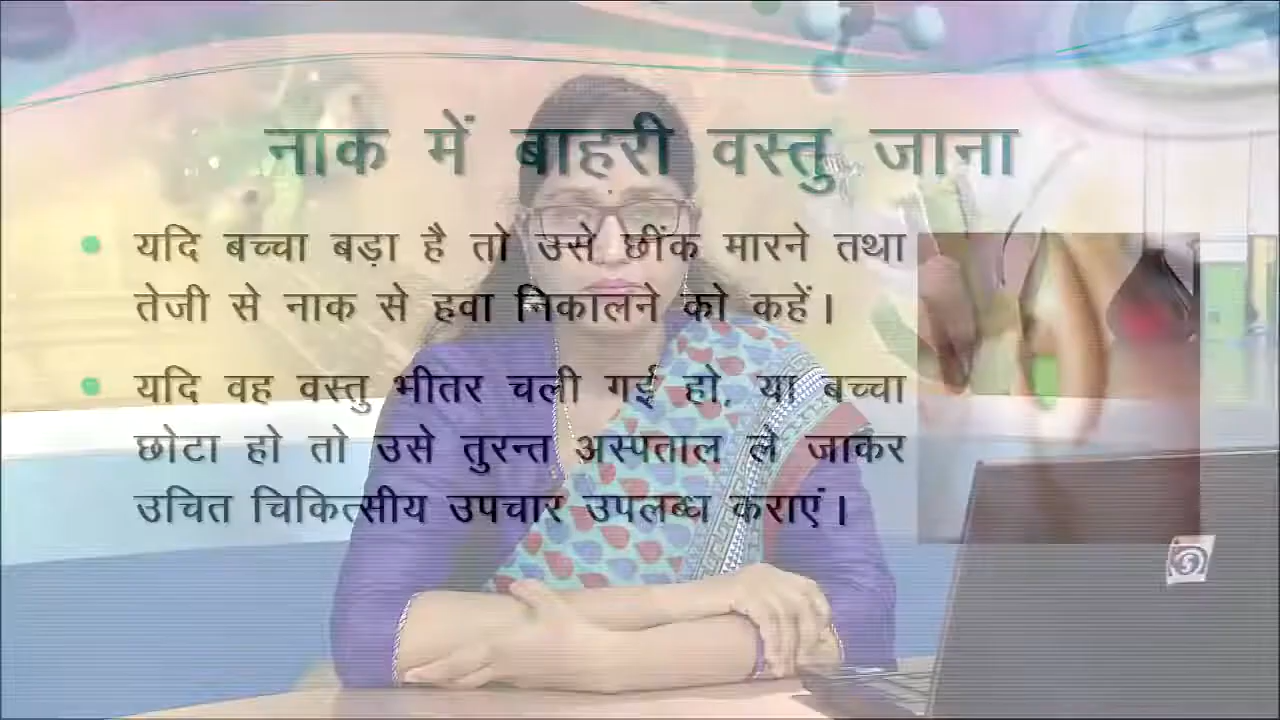 नाक में बाहरी वस्तु जाना
यदि बच्चा बड़ा है तो उसे छींक मारने तथा
तेजी से नाक से हवा निकालने को कहें।
यदि वह वस्तु भीतर चली गई हो, या बच्चा
छोटा हो तो उसे तुरन्त अस्पताल ले जाकर
उचित चिकित्सीय उपचार उपलब्ध कराएं।